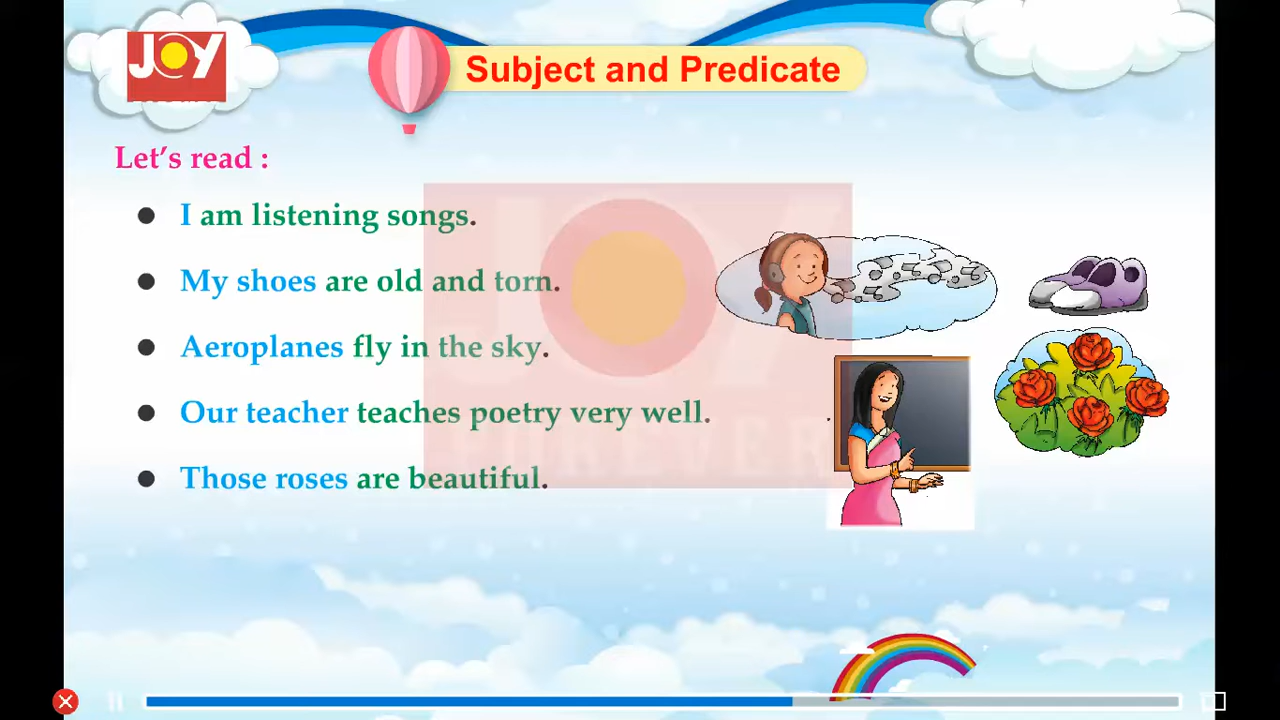 JOY
Subject and Predicate
Let's read :
● I am listening songs.
● My shoes are old and torn.
● Aeroplanes fly in the sky.
● Our teacher teaches poetry very well.
● Those roses are beautiful.